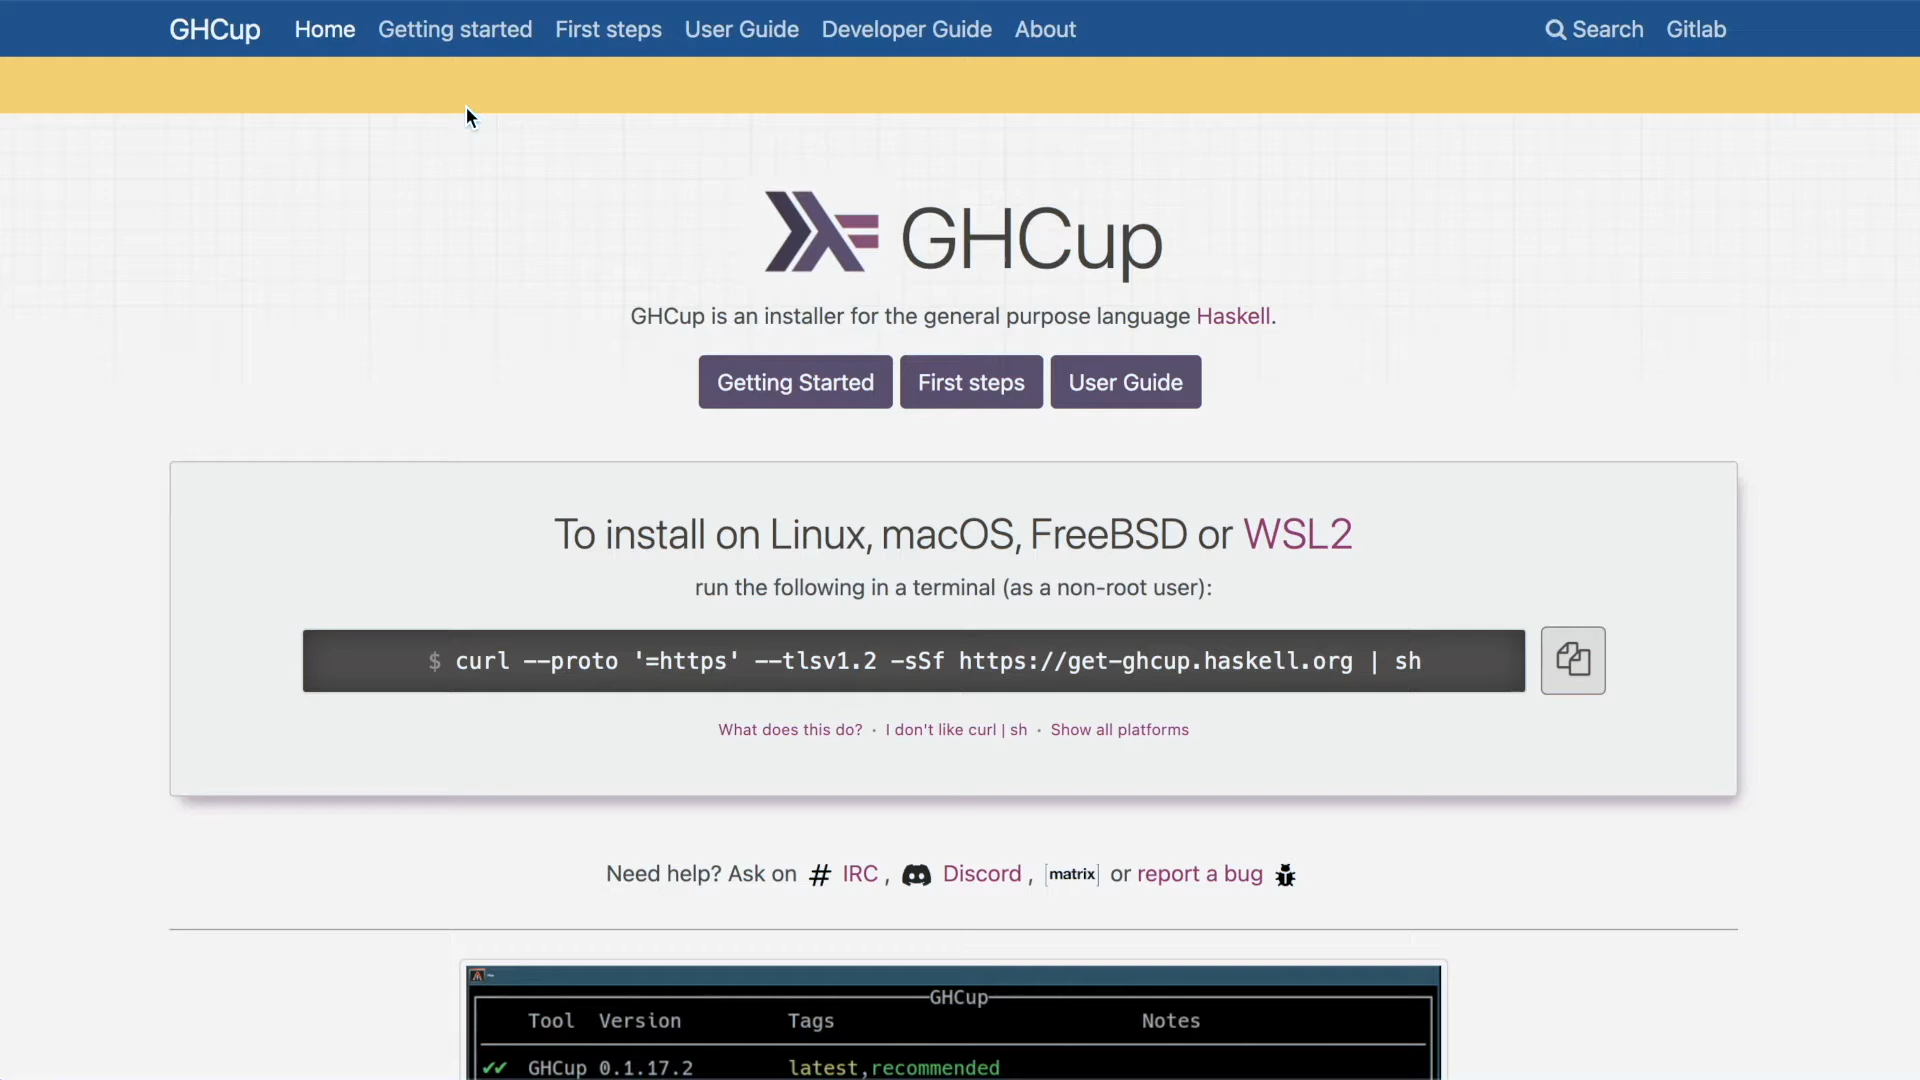 GHCup Home Getting started First steps User Guide Developer Guide About Search Gitlab
GHCup
GHCup is an installer for the general purpose language Haskell.
Getting Started First steps User Guide
To install on Linux, macOS, FreeBSD or WSL2
run the following in a terminal (as a non-root user):
$ curl --proto '=https' --tlsv1.2 -sSf https://get-ghcup.haskell.org | sh
What does this do? · I don't like curl | sh · Show all platforms
Need help? Ask on # IRC , Discord , [matrix] or report a bug
~
GHCup
Tool Version Tags Notes
✔✔ GHCup 0.1.17.2 latest,recommended